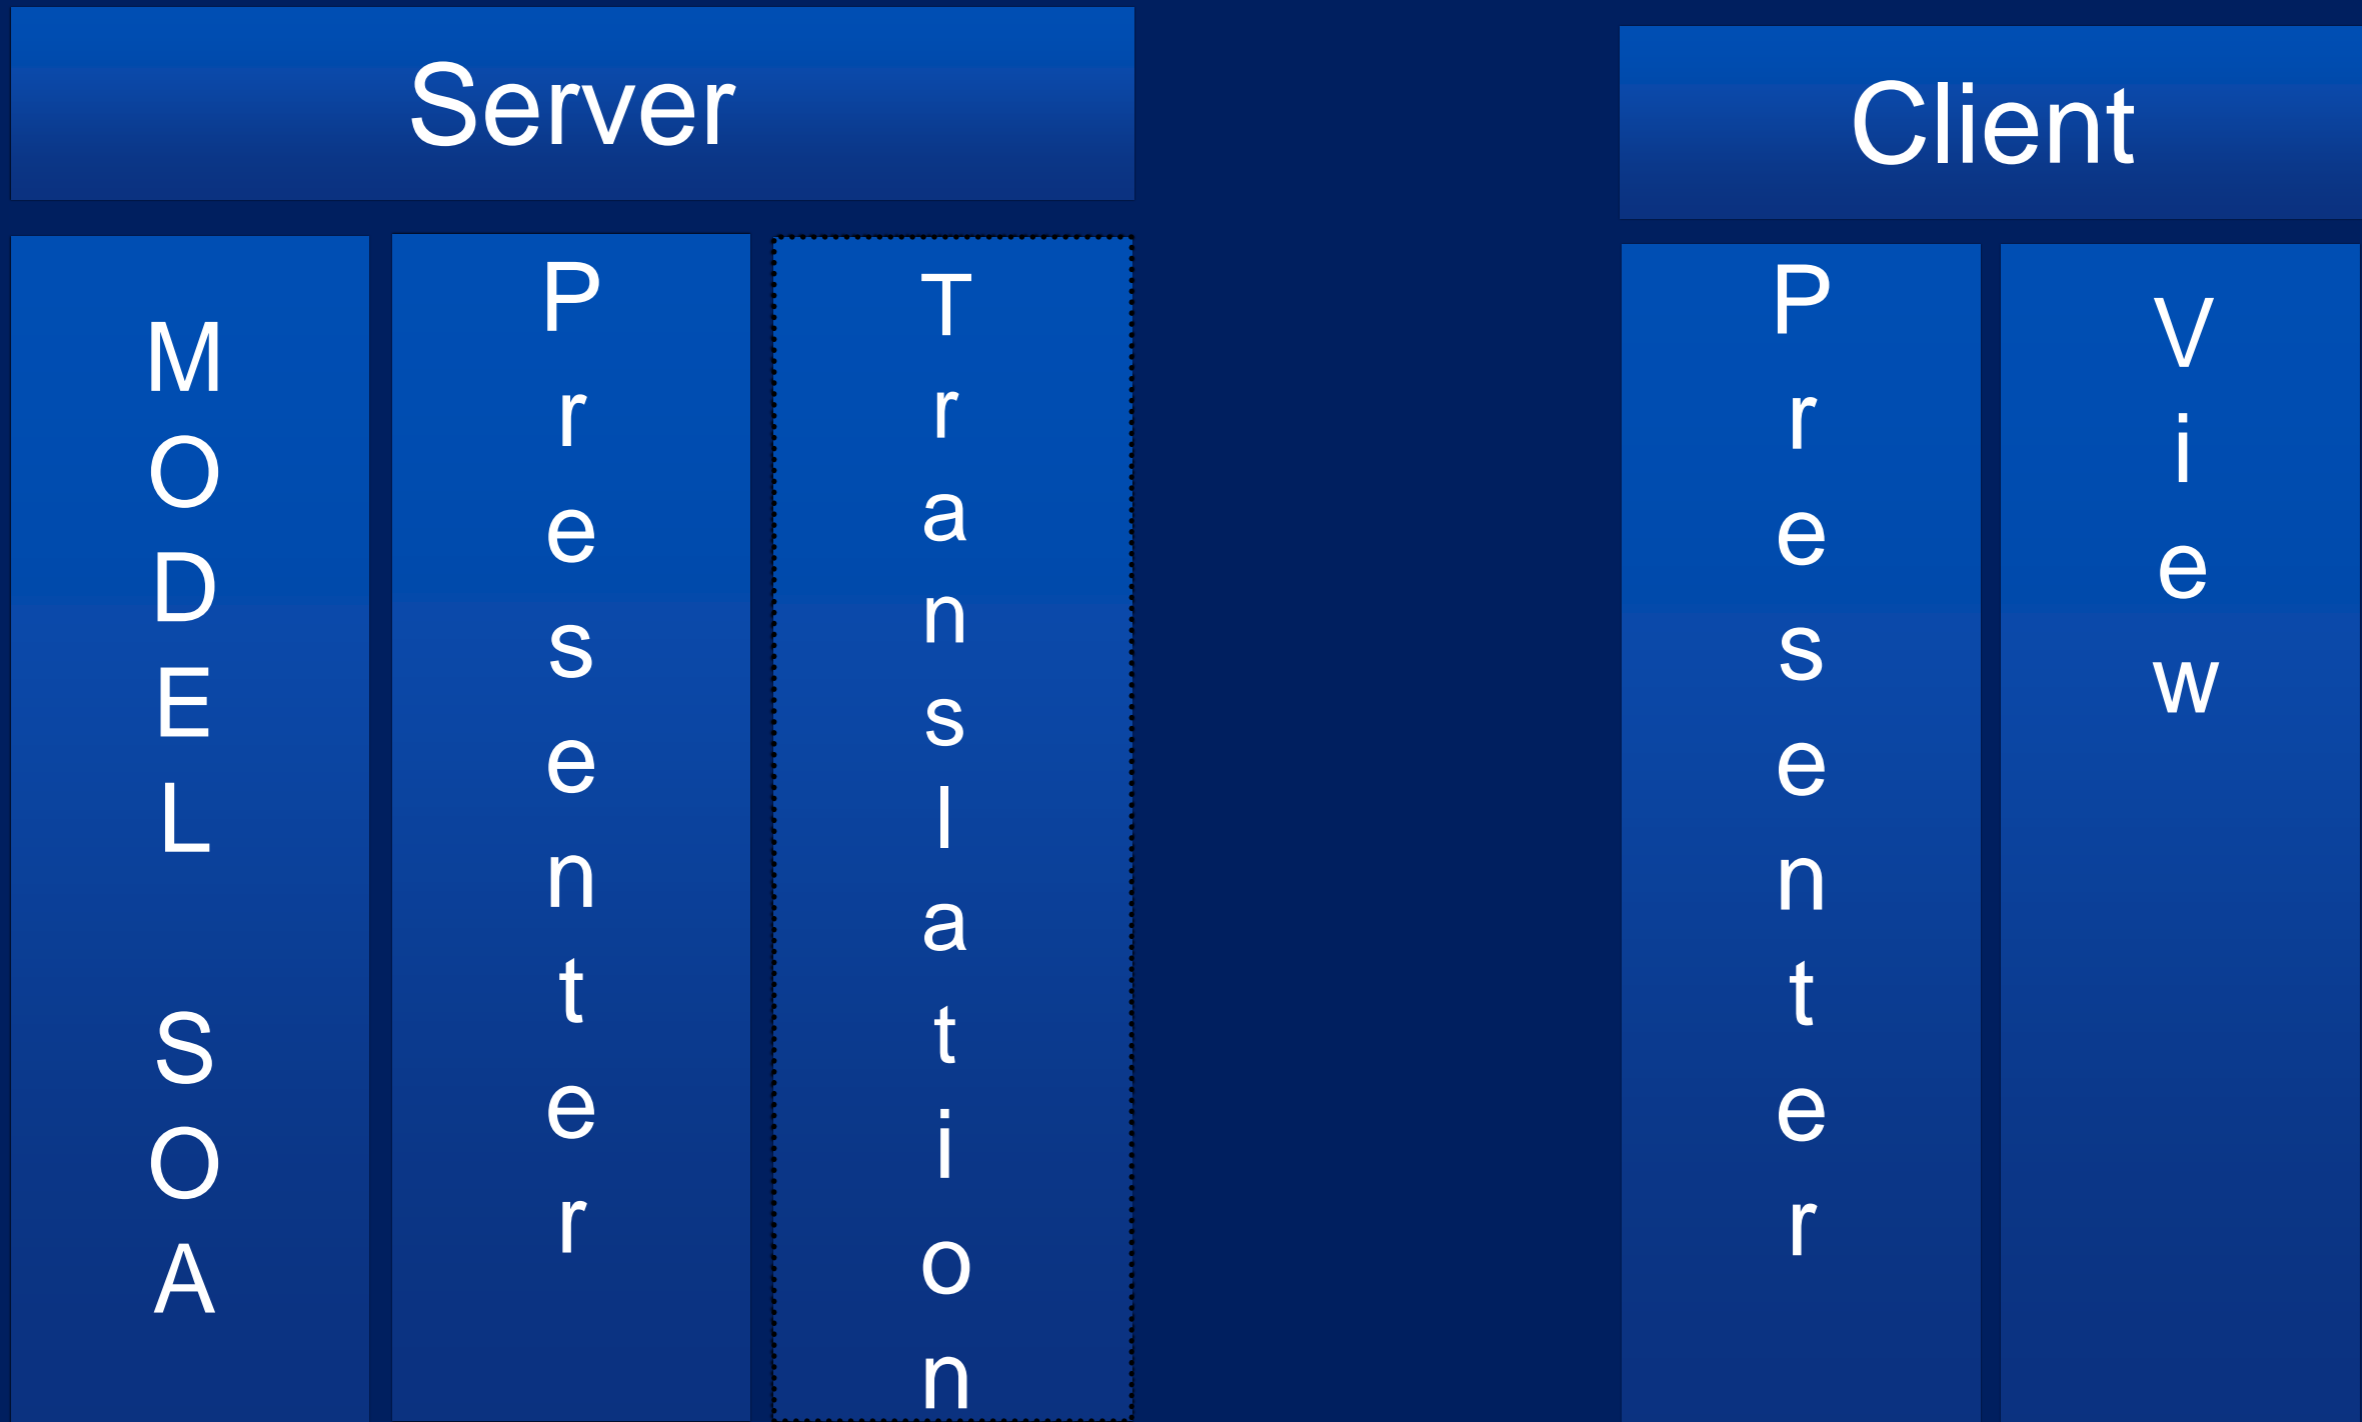 Server
MODEL SOA
Presenter
Translation
Client
Presenter
View